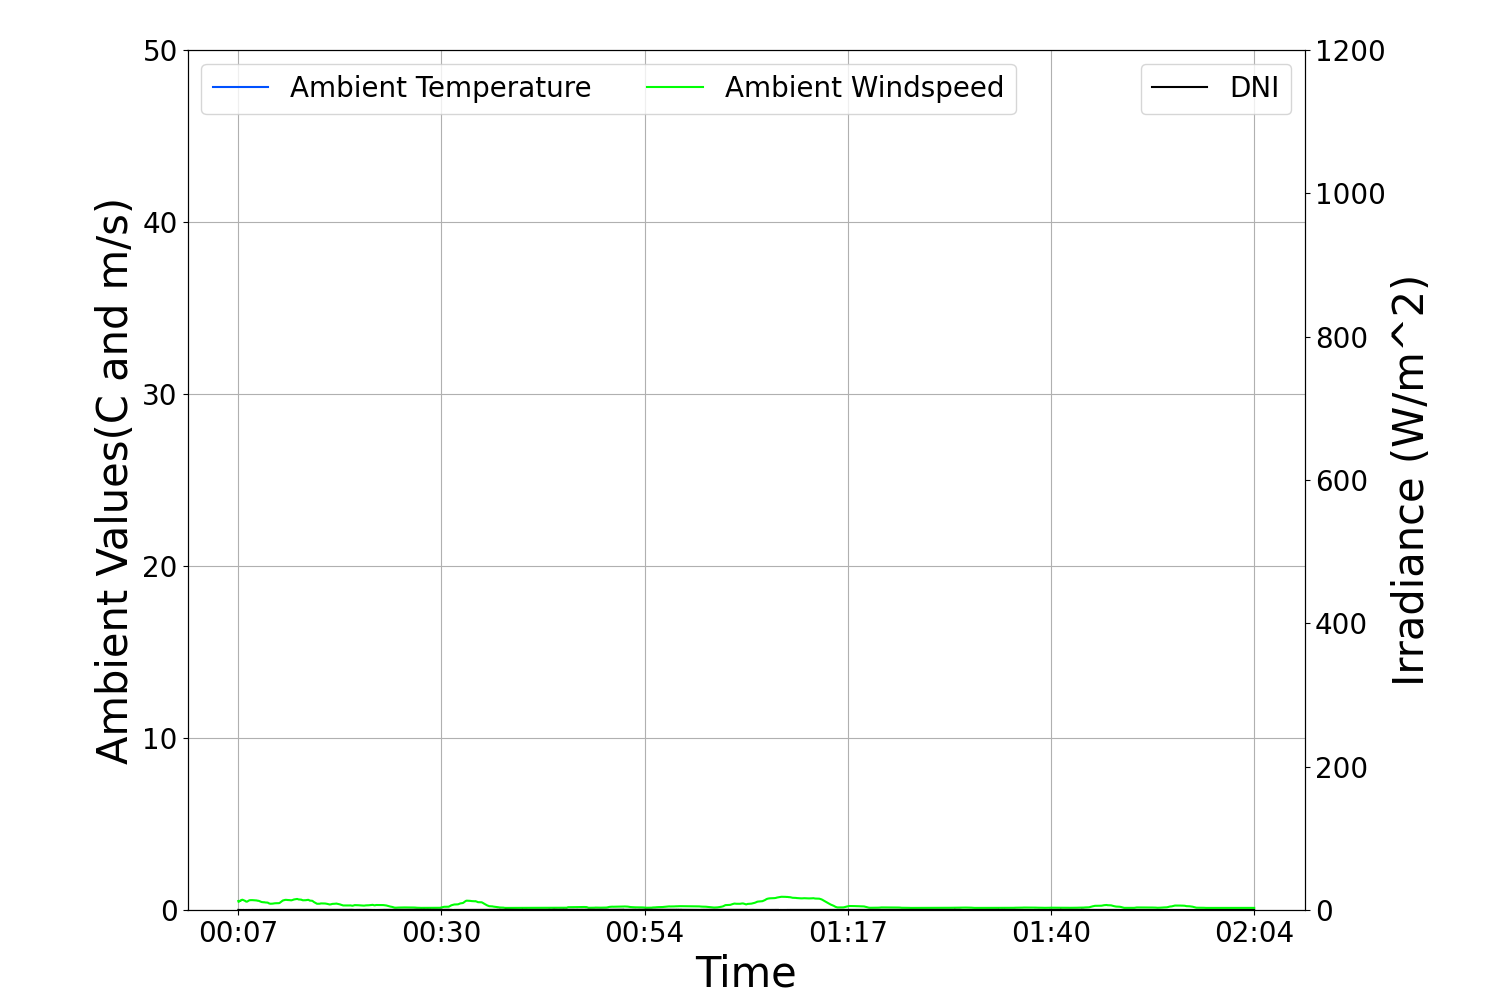 Ambient Temperature Ambient Windspeed DNI
Ambient Values(C and m/s)
50
40
30
20
10
0
1200
1000
800
600
400
200
0
Irradiance (W/m^2)
00:07 00:30 00:54 01:17 01:40 02:04
Time